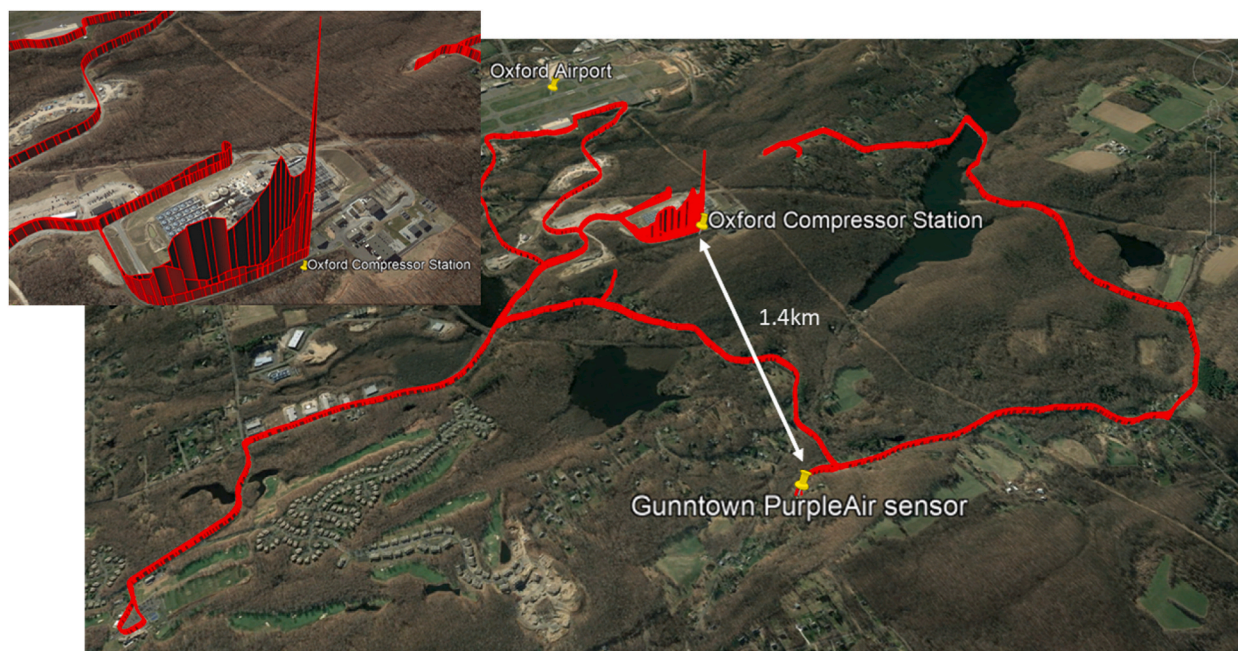 Oxford Airport
Oxford Compressor Station
Oxford Compressor Station
1.4km
Gunntown PurpleAir sensor